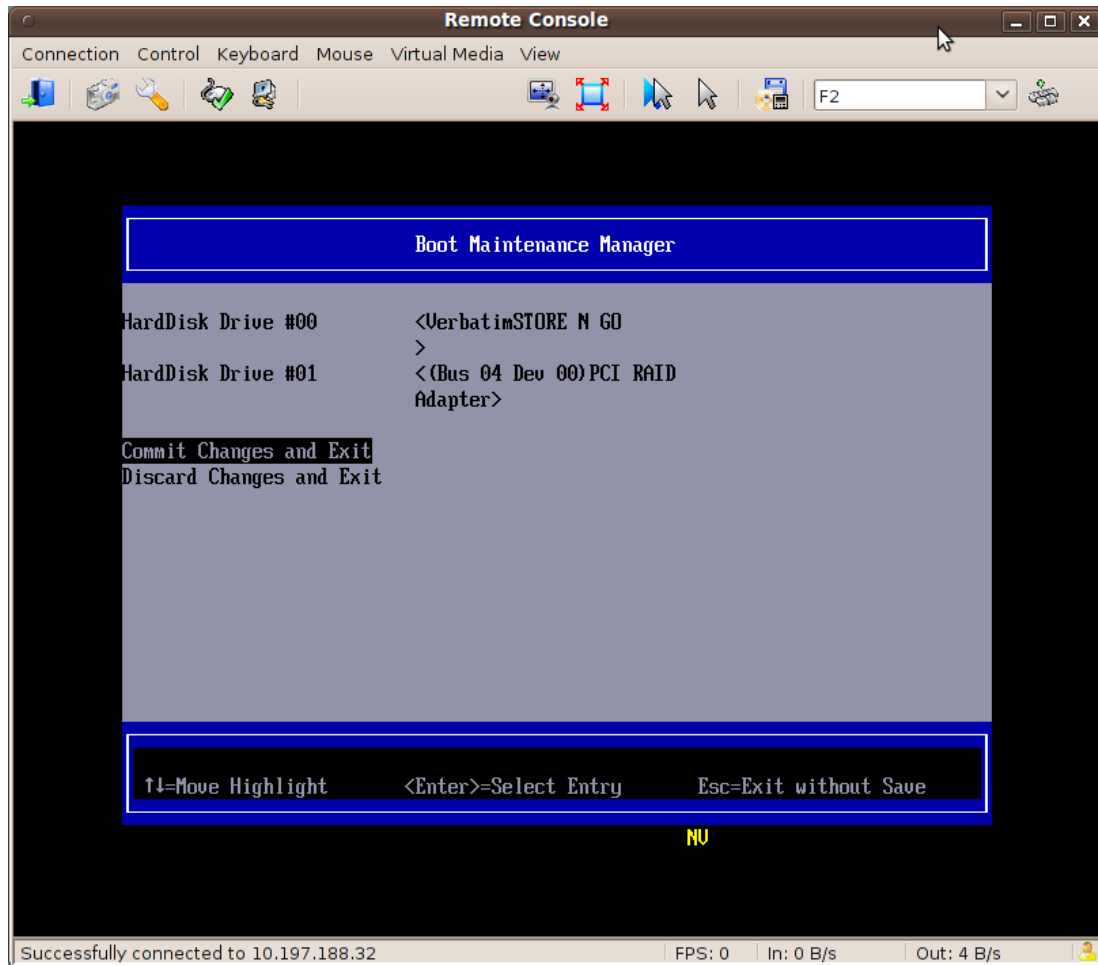 Remote Console
Connection Control Keyboard Mouse Virtual Media View
F2
Boot Maintenance Manager
HardDisk Drive #00 <VerbatimSTORE N GO
>
HardDisk Drive #01 <(Bus 04 Dev 00)PCI RAID
Adapter>
Commit Changes and Exit
Discard Changes and Exit
↑↓=Move Highlight <Enter>=Select Entry Esc=Exit without Save
NV
Successfully connected to 10.197.188.32 FPS: 0 In: 0 B/s Out: 4 B/s